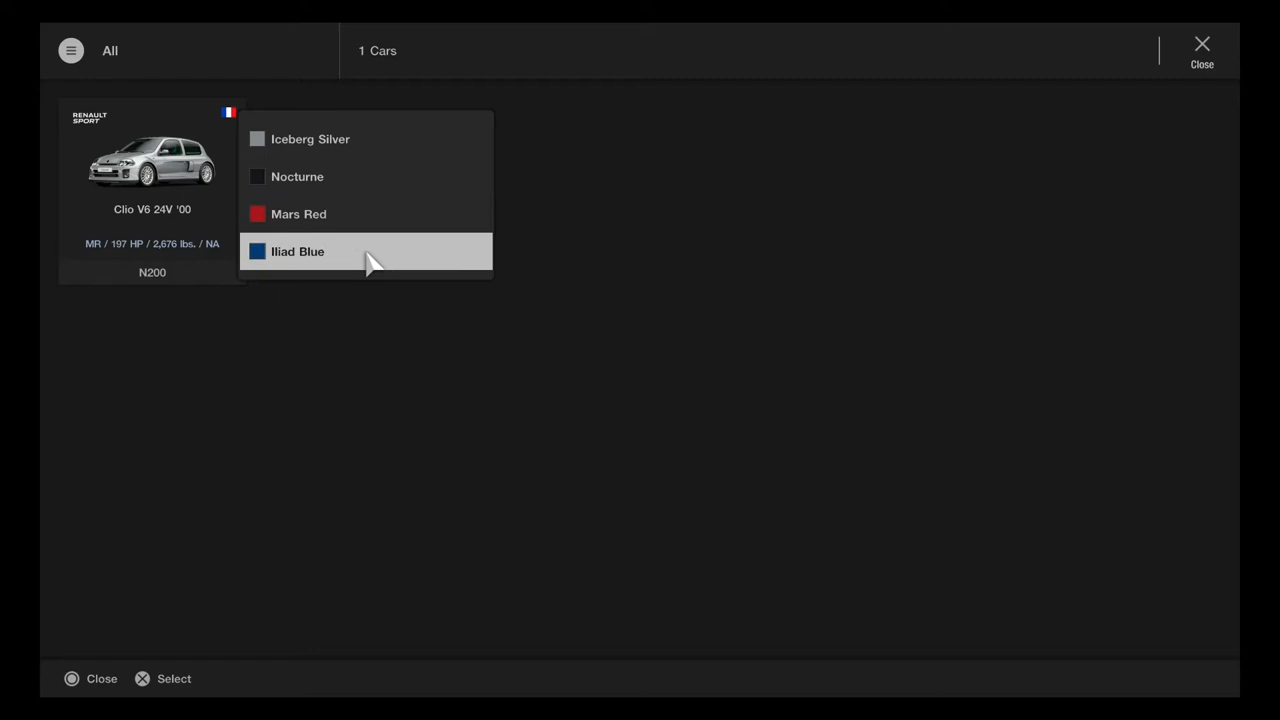 All
1 Cars
Close
RENAULT
SPORT
Clio V6 24V '00
MR / 197 HP / 2,676 lbs. / NA
N200
Iceberg Silver
Nocturne
Mars Red
Iliad Blue
Close
Select